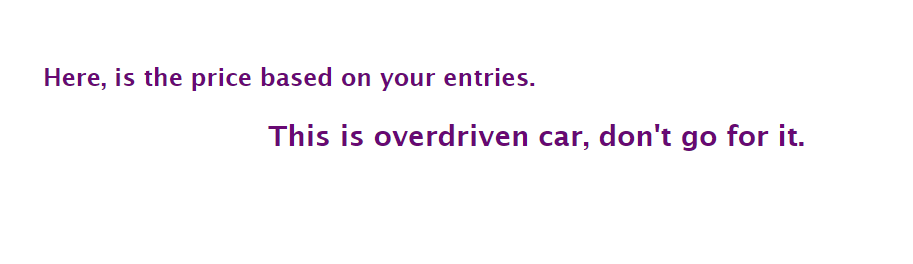 Here, is the price based on your entries.
This is overdriven car, don't go for it.